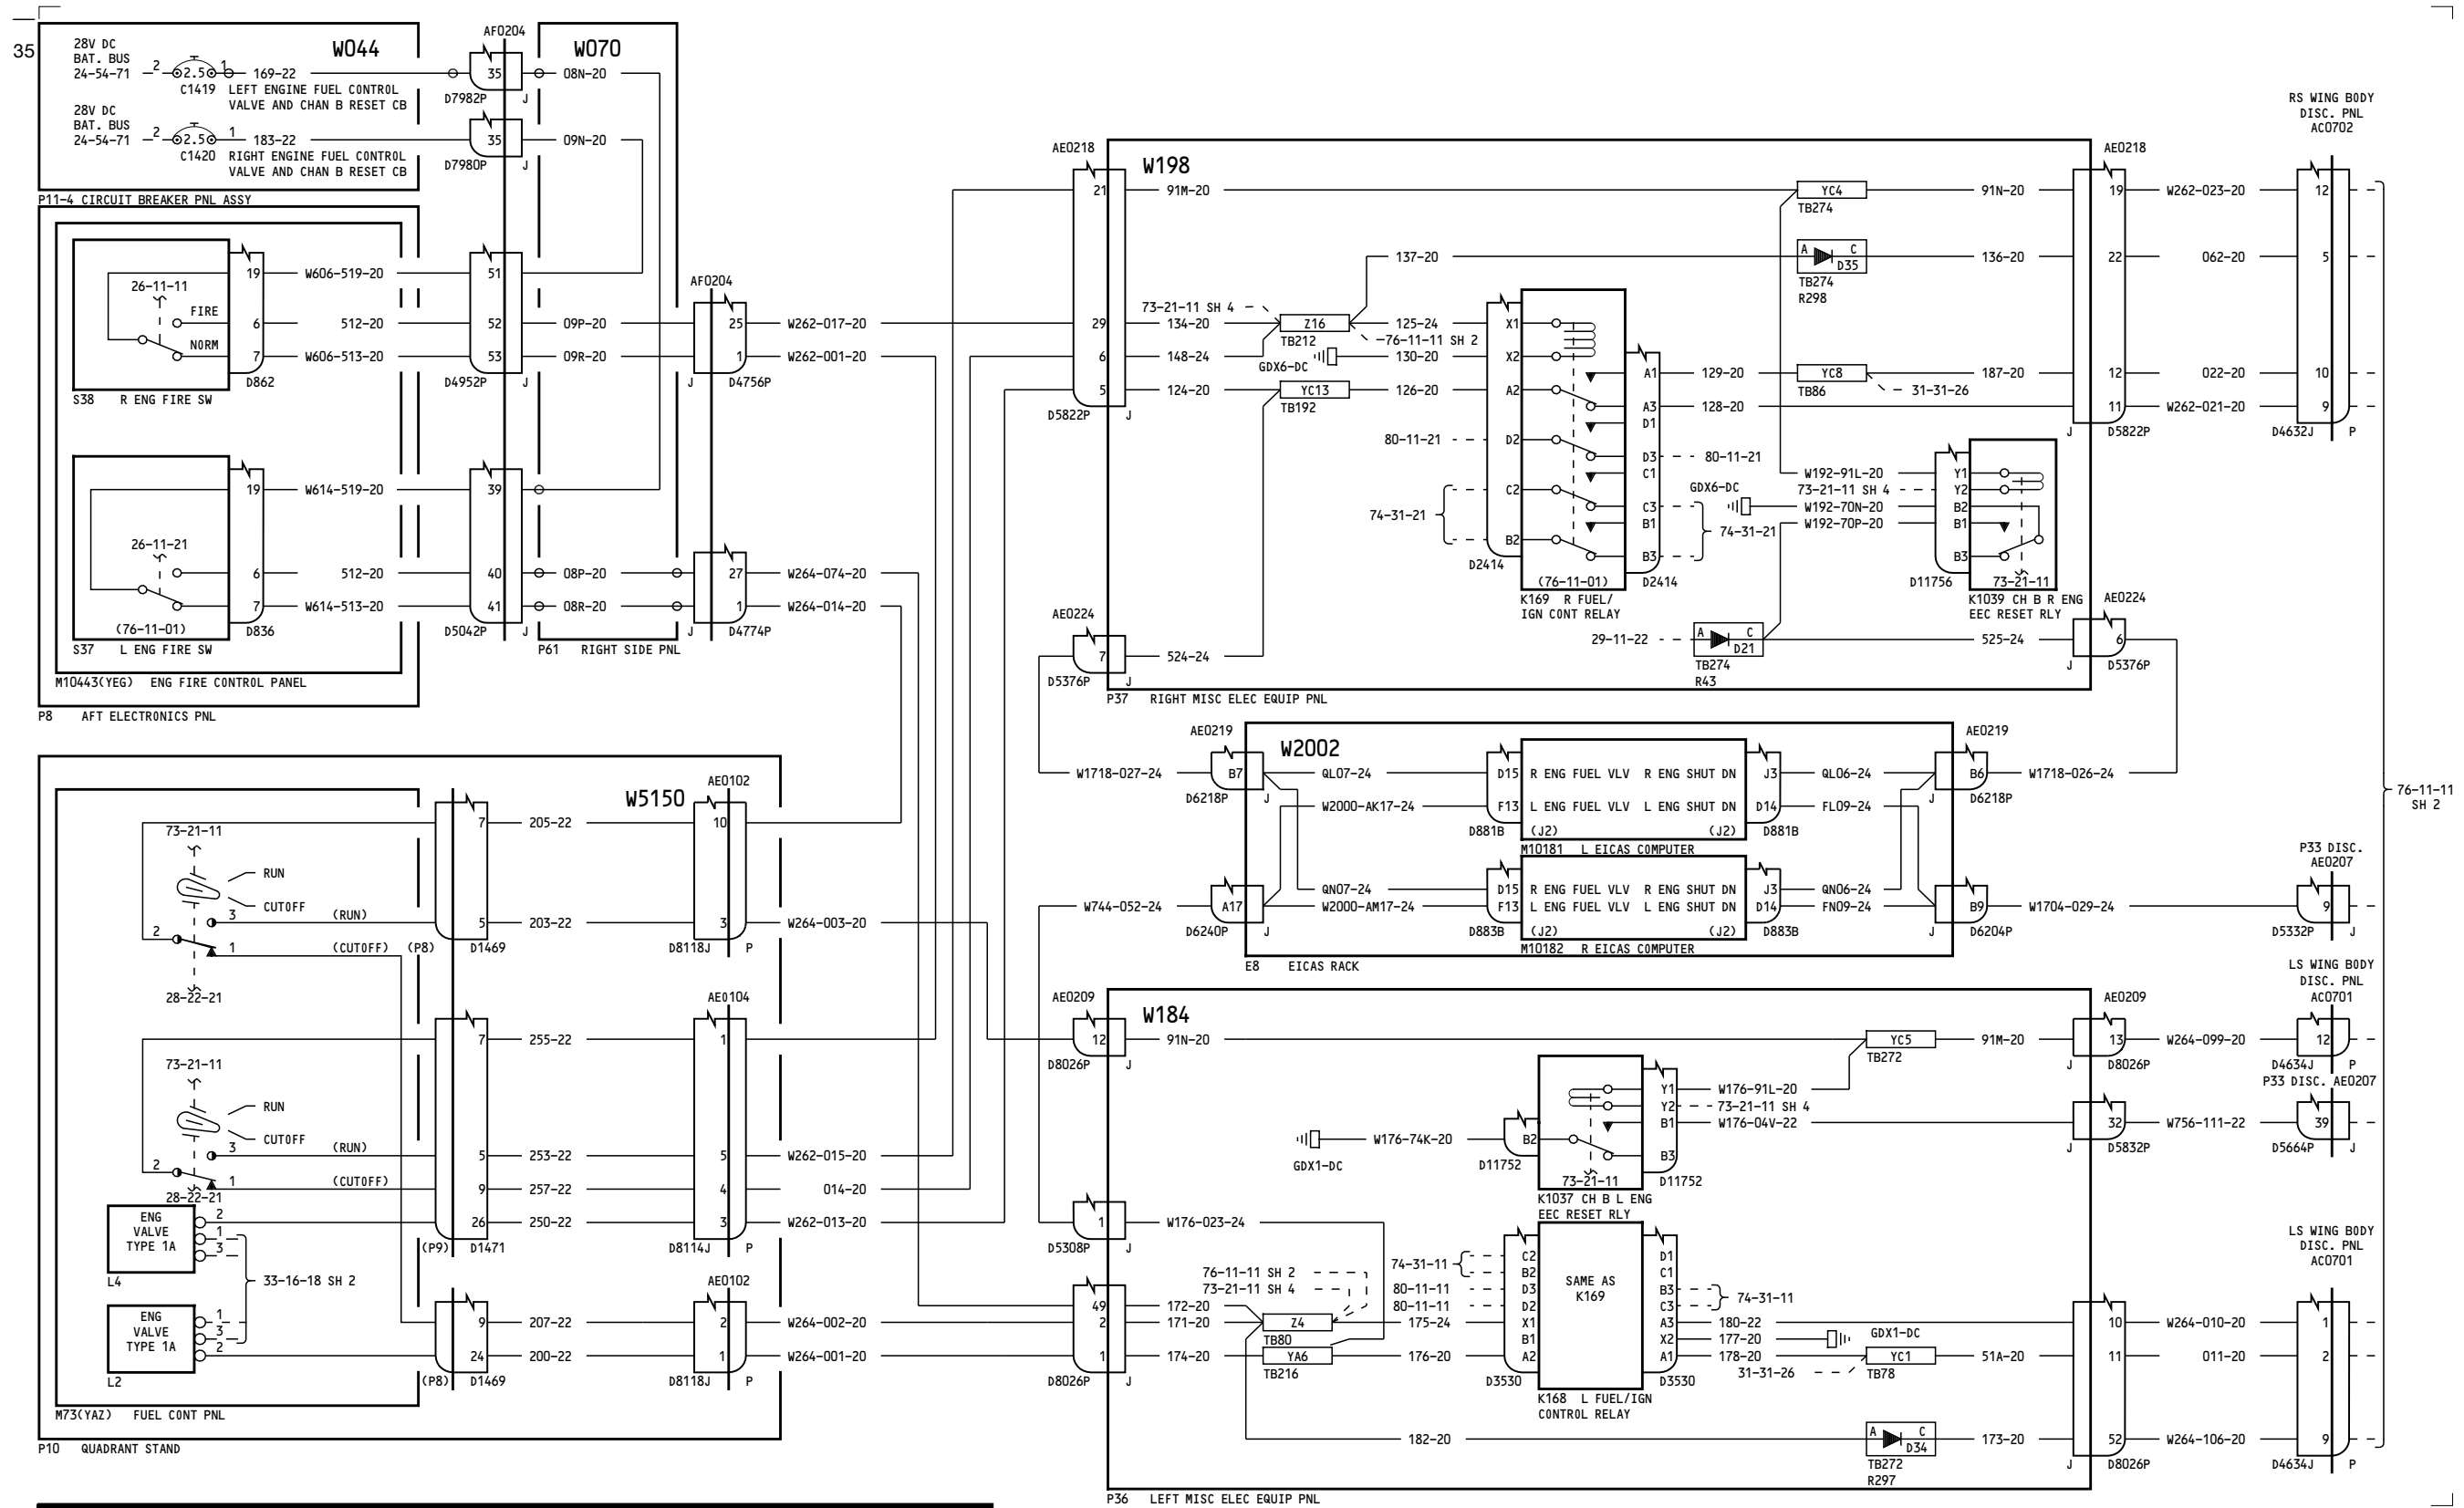 35
28V DC
BAT. BUS
24-54-71
2
2.5
1
169-22
C1419
LEFT ENGINE FUEL CONTROL
VALVE AND CHAN B RESET CB
W044
28V DC
BAT. BUS
24-54-71
2
2.5
1
183-22
C1420
RIGHT ENGINE FUEL CONTROL
VALVE AND CHAN B RESET CB
P11-4 CIRCUIT BREAKER PNL ASSY
AF0204
35
D7982P
J
35
D7980P
J
W070
08N-20
09N-20
26-11-11
FIRE
NORM
19
6
7
D862
S38 R ENG FIRE SW
W606-519-20
512-20
W606-513-20
51
52
53
D4952P
J
09P-20
09R-20
AF0204
25
1
J
D4756P
W262-017-20
W262-001-20
26-11-21
(76-11-01)
19
6
7
D836
S37 L ENG FIRE SW
W614-519-20
512-20
W614-513-20
39
40
41
D5042P
J
08P-20
08R-20
P61 RIGHT SIDE PNL
27
1
J
D4774P
W264-074-20
W264-014-20
M10443(YEG) ENG FIRE CONTROL PANEL
P8 AFT ELECTRONICS PNL
W5150
73-21-11
RUN
CUTOFF
3
(RUN)
2
1
(CUTOFF)
(P8)
28-22-21
7
5
D1469
205-22
203-22
AE0102
10
3
D8118J
P
W264-003-20
73-21-11
RUN
CUTOFF
3
(RUN)
2
1
(CUTOFF)
28-22-21
7
5
9
26
(P9)
D1471
255-22
253-22
257-22
250-22
AE0104
1
5
4
3
D8114J
P
W262-015-20
014-20
W262-013-20
ENG
VALVE
TYPE 1A
2
1
3
L4
33-16-18 SH 2
ENG
VALVE
TYPE 1A
1
3
2
L2
9
24
(P8)
D1469
207-22
200-22
AE0102
2
1
D8118J
P
W264-002-20
W264-001-20
M73(YAZ) FUEL CONT PNL
P10 QUADRANT STAND
AE0218
W198
21
29
6
5
D5822P
J
91M-20
73-21-11 SH 4
134-20
148-24
124-20
Z16
TB212
GDX6-DC
YC13
TB192
137-20
125-24
76-11-11 SH 2
130-20
126-20
80-11-21
74-31-21
X1
X2
A2
D2
C2
B2
D2414
(76-11-01)
K169 R FUEL/
IGN CONT RELAY
A1
A3
D1
D3
C1
C3
B1
B3
D2414
129-20
128-20
80-11-21
74-31-21
YC4
TB274
A
C
D35
TB274
R298
YC8
TB86
31-31-26
91N-20
136-20
187-20
GDX6-DC
W192-91L-20
73-21-11 SH 4
W192-70N-20
W192-70P-20
Y1
Y2
B2
B1
B3
D11756
73-21-11
K1039 CH B R ENG
EEC RESET RLY
29-11-22
A
C
D21
TB274
R43
525-24
AE0224
7
D5376P
J
524-24
AE0224
6
J
D5376P
P37 RIGHT MISC ELEC EQUIP PNL
AE0218
19
22
12
11
J
D5822P
W262-023-20
062-20
022-20
W262-021-20
RS WING BODY
DISC. PNL
AC0702
12
5
10
9
D4632J
P
W1718-027-24
AE0219
B7
D6218P
J
W2002
QL07-24
W2000-AK17-24
D15
F13
D881B
R ENG FUEL VLV R ENG SHUT DN
L ENG FUEL VLV L ENG SHUT DN
(J2)
(J2)
J3
D14
D881B
M10181 L EICAS COMPUTER
QL06-24
FL09-24
AE0219
B6
J
D6218P
W1718-026-24
W744-052-24
A17
D6240P
J
QN07-24
W2000-AM17-24
D15
F13
D883B
R ENG FUEL VLV R ENG SHUT DN
L ENG FUEL VLV L ENG SHUT DN
(J2)
(J2)
J3
D14
D883B
M10182 R EICAS COMPUTER
QN06-24
FN09-24
B9
J
D6204P
W1704-029-24
E8 EICAS RACK
P33 DISC.
AE0207
9
D5332P
J
76-11-11
SH 2
AE0209
W184
12
D8026P
J
91N-20
YC5
TB272
91M-20
AE0209
13
J
D8026P
W264-099-20
LS WING BODY
DISC. PNL
AC0701
12
D4634J
P
GDX1-DC
W176-74K-20
B2
D11752
73-21-11
Y1
Y2
B1
B3
D11752
W176-91L-20
73-21-11 SH 4
W176-04V-22
K1037 CH B L ENG
EEC RESET RLY
32
J
D5832P
W756-111-22
P33 DISC. AE0207
39
D5664P
J
1
D5308P
J
W176-023-24
76-11-11 SH 2
73-21-11 SH 4
49
2
1
D8026P
J
172-20
171-20
174-20
Z4
TB80
YA6
TB216
74-31-11
80-11-11
80-11-11
175-24
176-20
C2
B2
D3
D2
X1
B1
A2
D3530
SAME AS
K169
K168 L FUEL/IGN
CONTROL RELAY
D1
C1
B3
C3
A3
X2
A1
D3530
74-31-11
180-22
177-20
178-20
GDX1-DC
31-31-26
YC1
TB78
51A-20
182-20
A
C
D34
TB272
R297
173-20
10
11
52
J
D8026P
W264-010-20
011-20
W264-106-20
LS WING BODY
DISC. PNL
AC0701
1
2
9
D4634J
P
P36 LEFT MISC ELEC EQUIP PNL